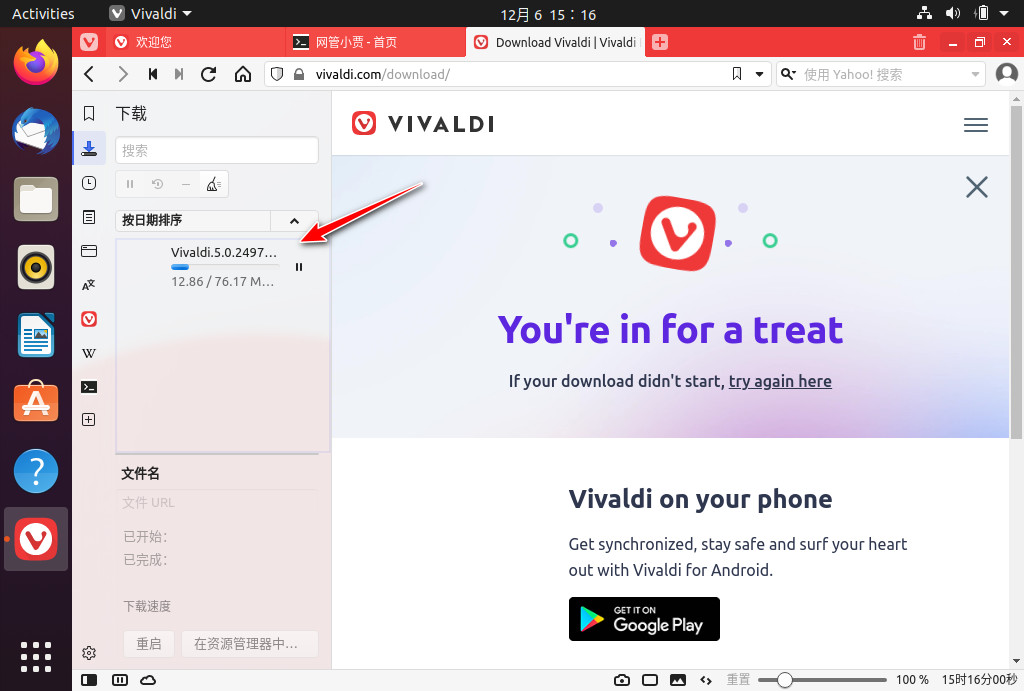 Activities
Vivaldi
12月 6 15：16
欢迎您
网管小贾 - 首页
Download Vivaldi | Vivaldi
vivaldi.com/download/
使用 Yahoo! 搜索
下载
搜索
按日期排序
Vivaldi.5.0.2497...
12.86 / 76.17 M...
文件名
文件 URL
已开始:
已完成:
下载速度
重启
在资源管理器中...
VIVALDI
You're in for a treat
If your download didn't start, try again here
Vivaldi on your phone
Get synchronized, stay safe and surf your heart
out with Vivaldi for Android.
GET IT ON
Google Play
重置
100 %
15时16分00秒